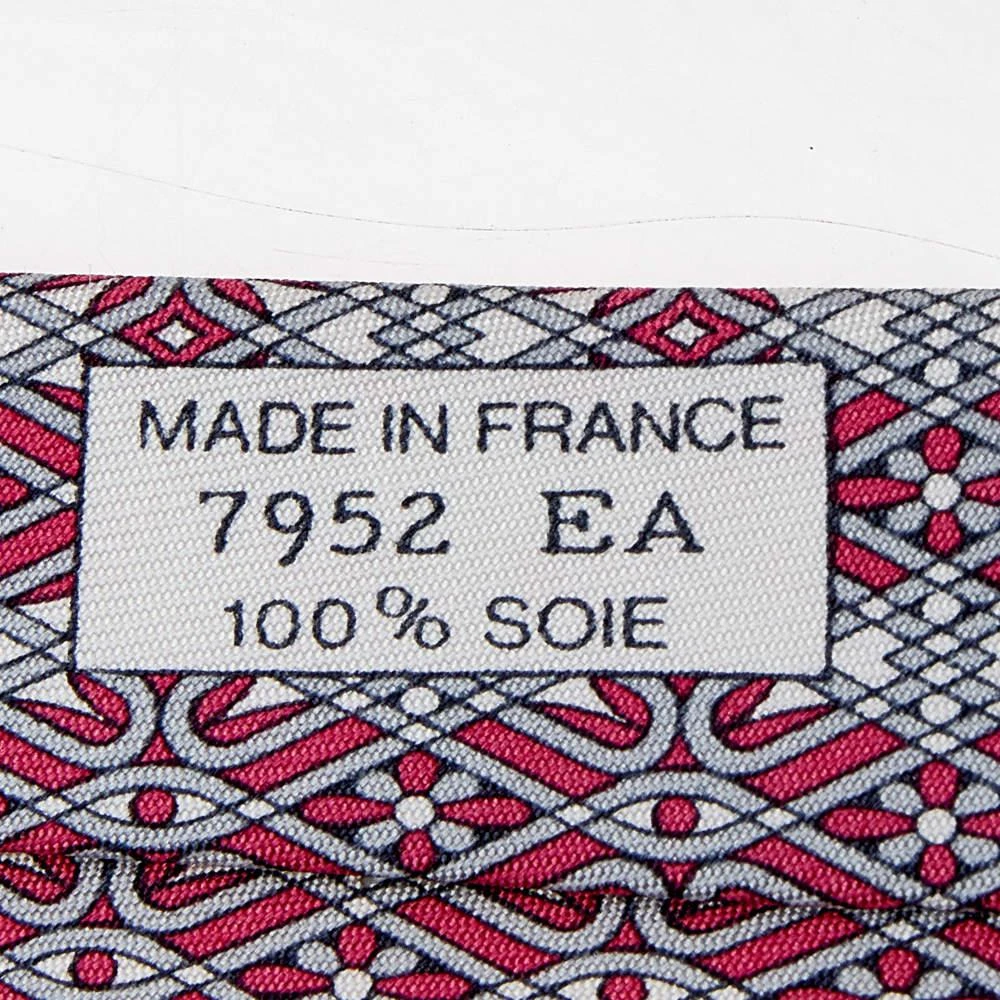 MADE IN FRANCE
7952 EA
100% SOIE